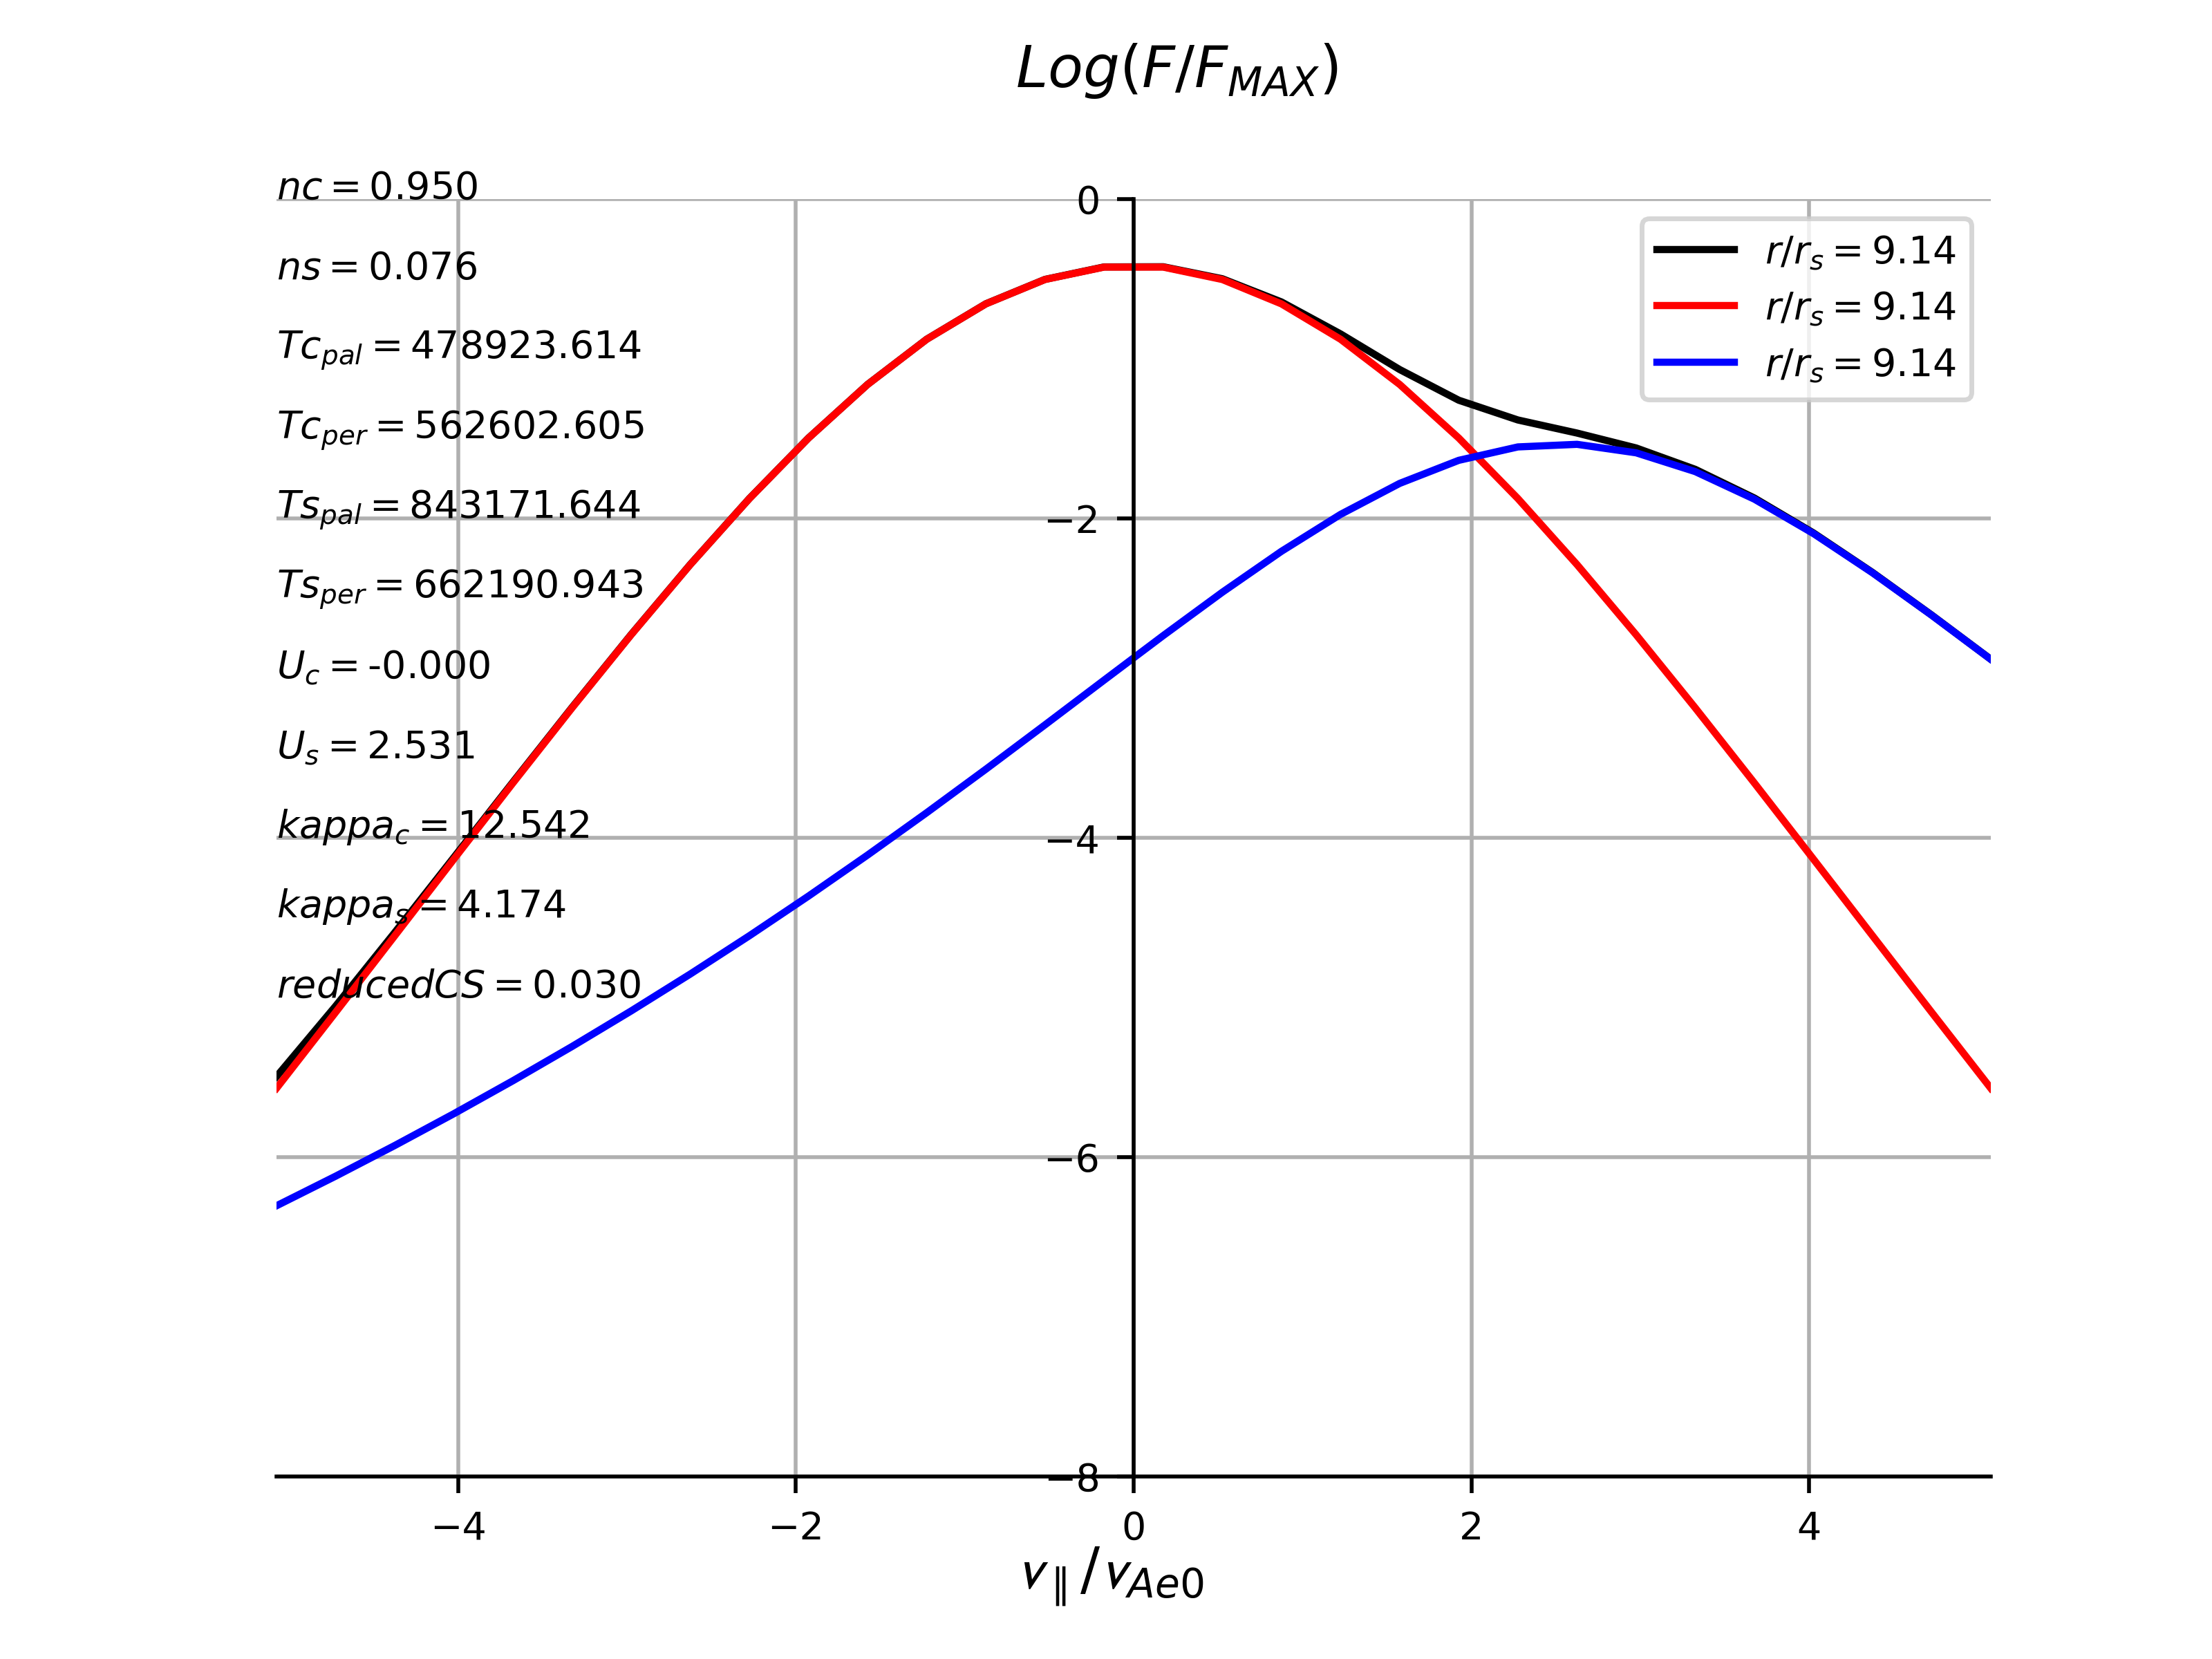 Log(F/F_MAX)
nc = 0.950
ns = 0.076
Tc_pal = 478923.614
Tc_per = 562602.605
Ts_pal = 843171.644
Ts_per = 662190.943
U_c = -0.000
U_s = 2.531
kappa_c = 12.542
kappa_s = 4.174
reducedCS = 0.030
0
−2
−4
−6
−8
r/r_s = 9.14
r/r_s = 9.14
r/r_s = 9.14
−4 −2 0 2 4
v_∥/v_Ae0